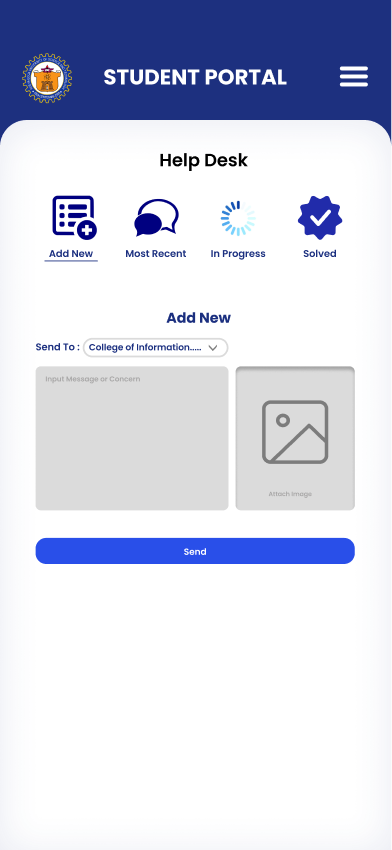 STUDENT PORTAL
Help Desk
Add New
Most Recent
In Progress
Solved
Add New
Send To :
College of Information.....
Input Message or Concern
Attach Image
Send